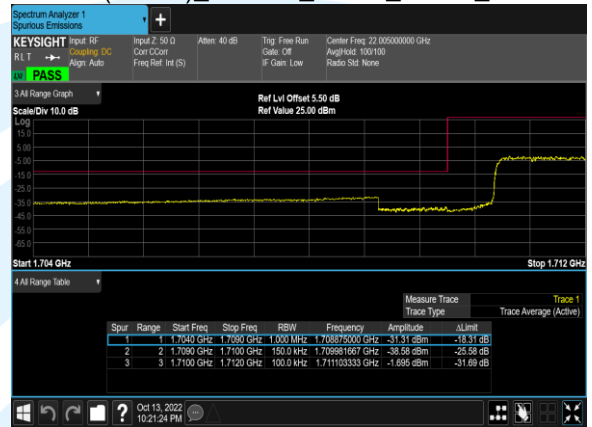 Spectrum Analyzer 1
Spurious Emissions
KEYSIGHT Input: RF Input Z: 50 Ω Atten: 40 dB Trig: Free Run Center Freq: 22.005000000 GHz
R L T Coupling: DC Corr CCorr Gate: Off Avg|Hold: 100/100
Align: Auto Freq Ref: Int (S) IF Gain: Low Radio Std: None
PASS
3 All Range Graph
Ref Lvl Offset 5.50 dB
Scale/Div 10.0 dB Ref Value 25.00 dBm
Log
15.0
5.00
-5.00
-15.0
-25.0
-35.0
-45.0
-55.0
-65.0
Start 1.704 GHz Stop 1.712 GHz
4 All Range Table
Measure Trace Trace 1
Trace Type Trace Average (Active)
Spur Range Start Freq Stop Freq RBW Frequency Amplitude ΔLimit
1 1 1.7040 GHz 1.7090 GHz 1.000 MHz 1.708875000 GHz -31.31 dBm -18.31 dB
2 2 1.7090 GHz 1.7100 GHz 150.0 kHz 1.709981667 GHz -38.58 dBm -25.58 dB
3 3 1.7100 GHz 1.7120 GHz 100.0 kHz 1.711103333 GHz -1.695 dBm -31.69 dB
Oct 13, 2022
10:21:24 PM